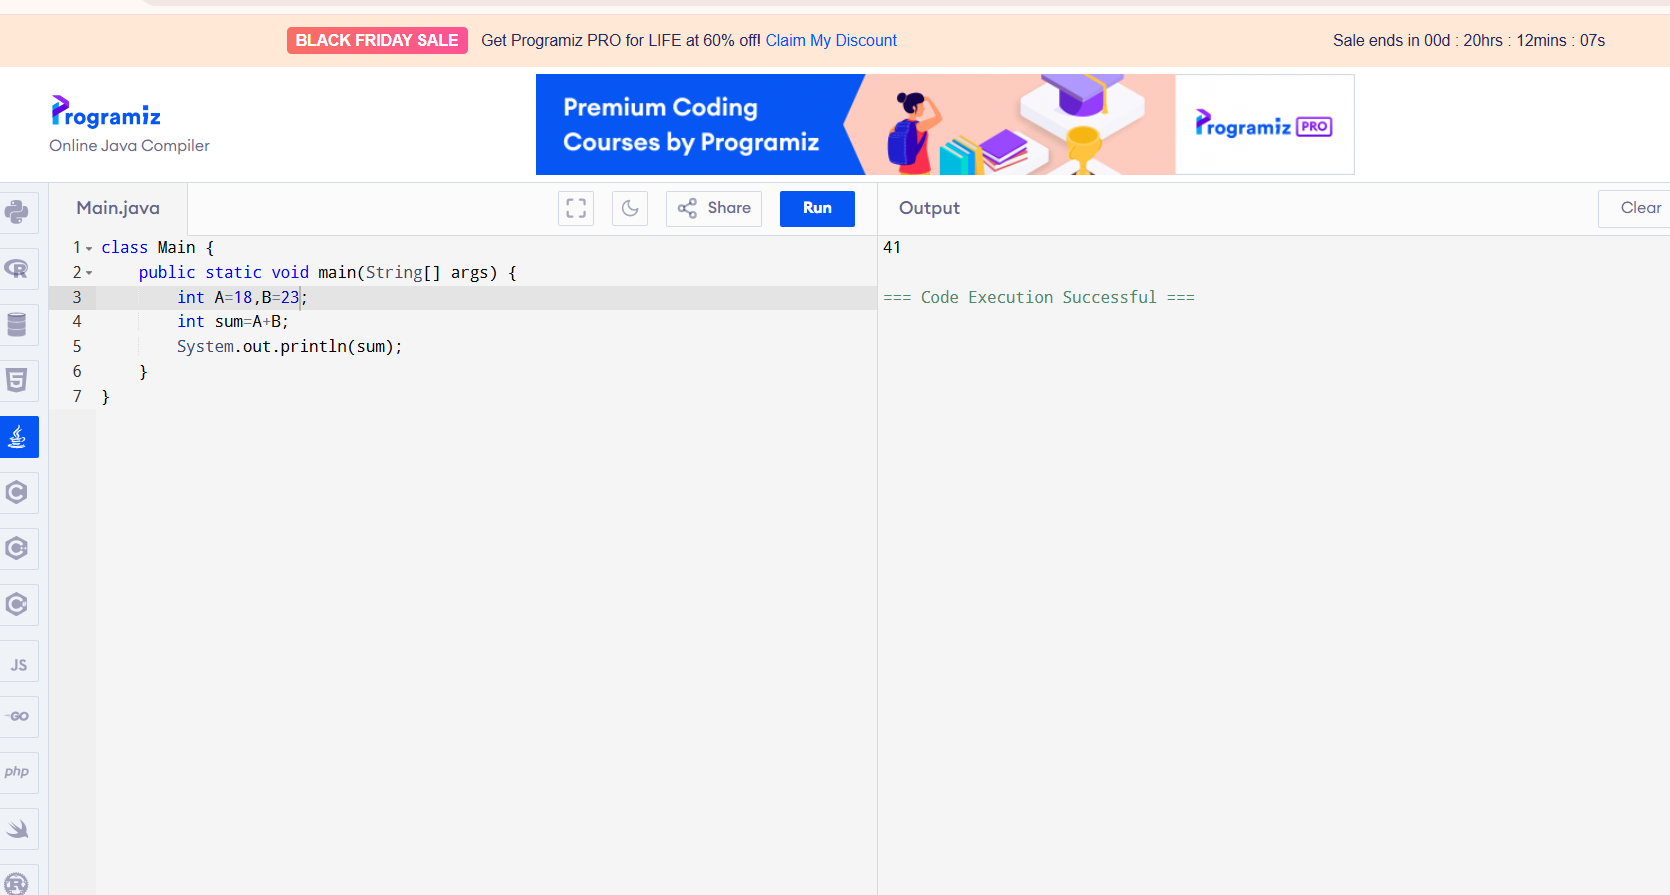 BLACK FRIDAY SALE Get Programiz PRO for LIFE at 60% off! Claim My Discount Sale ends in 00d : 20hrs : 12mins : 07s
Programiz
Online Java Compiler
Premium Coding
Courses by Programiz
Programiz PRO
Main.java
Share
Run
Output
Clear
1 class Main {
2 public static void main(String[] args) {
3 int A=18,B=23;
4 int sum=A+B;
5 System.out.println(sum);
6 }
7 }
41
=== Code Execution Successful ===
R
5
C
C
C
JS
GO
php
R